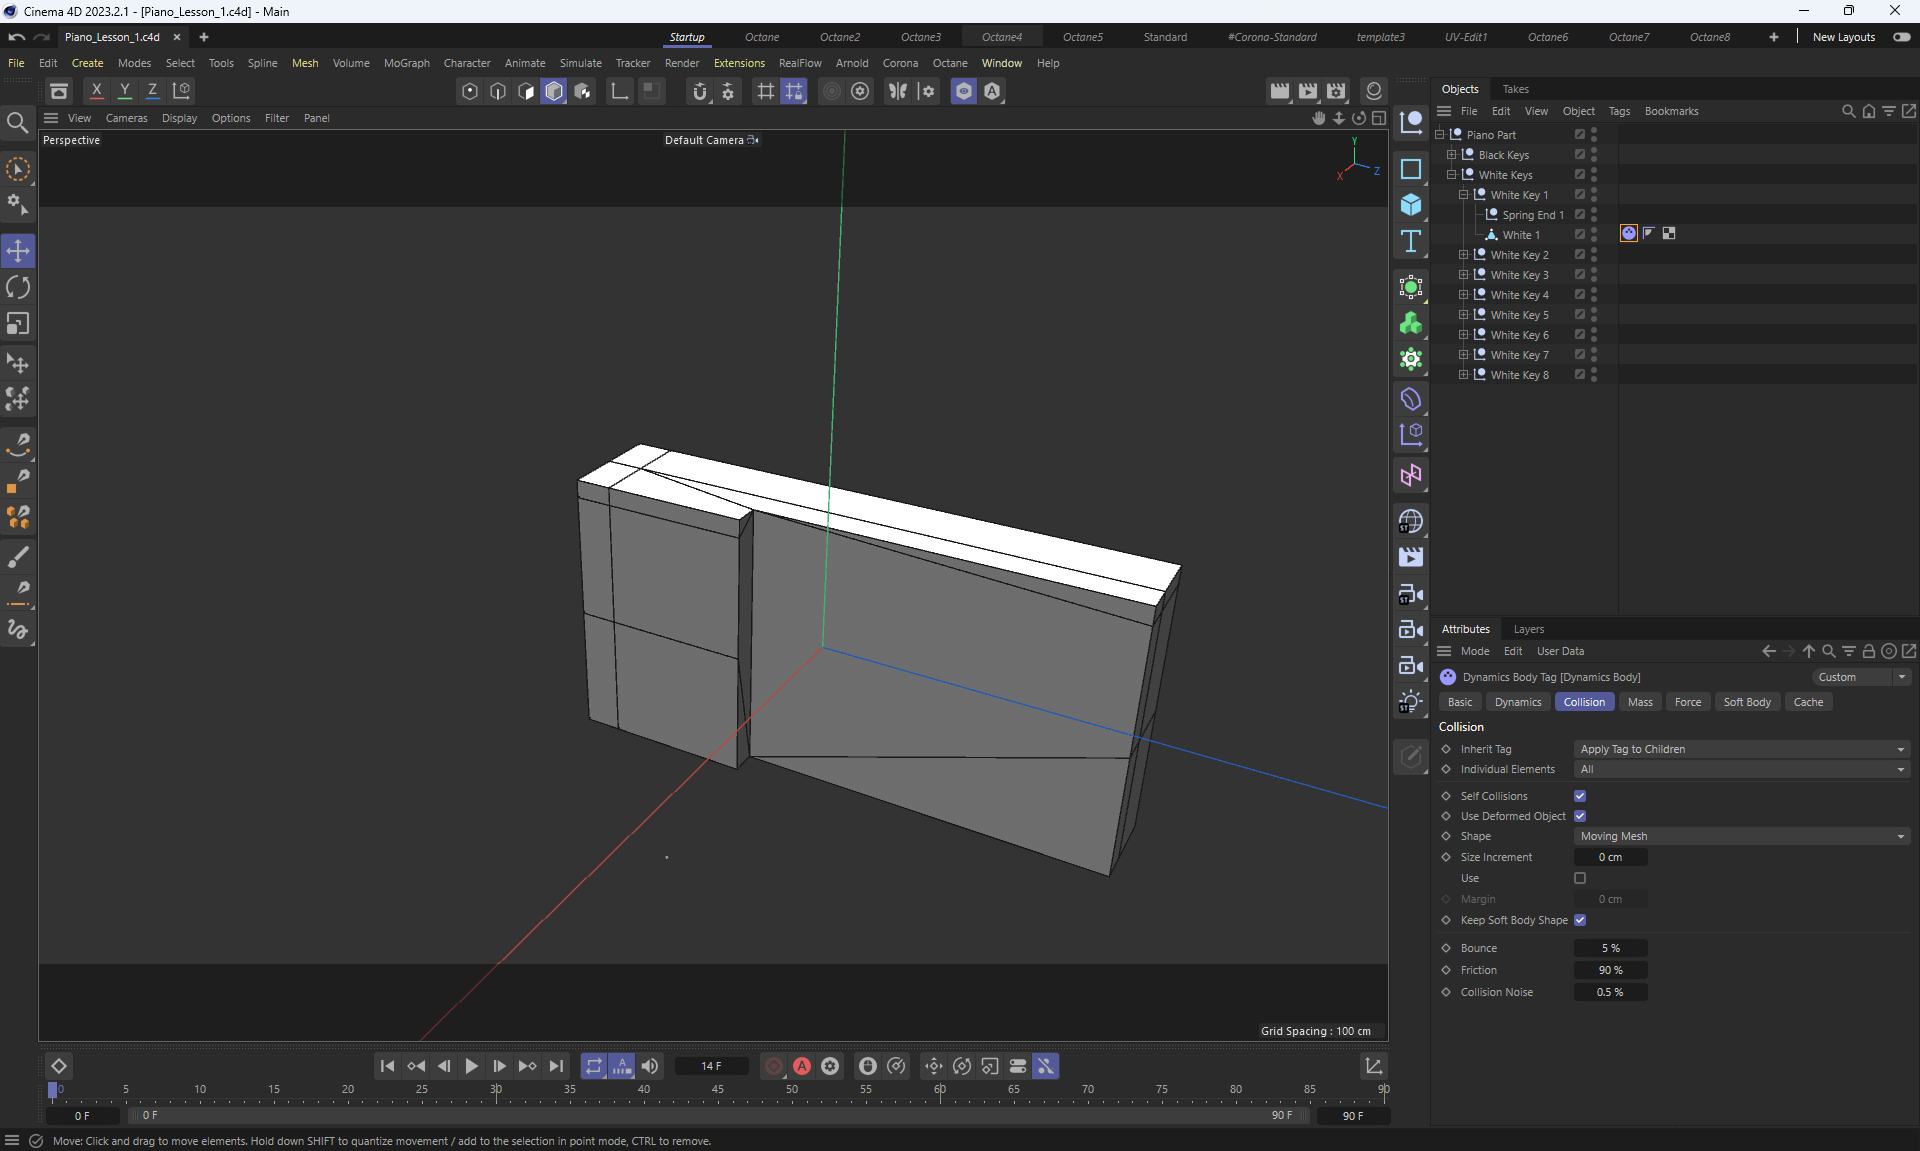 Cinema 4D 2023.2.1 - [Piano_Lesson_1.c4d] - Main
Piano_Lesson_1.c4d
Startup Octane Octane2 Octane3 Octane4 Octane5 Standard #Corona-Standard template3 UV-Edit1 Octane6 Octane7 Octane8 New Layouts
File Edit Create Modes Select Tools Spline Mesh Volume MoGraph Character Animate Simulate Tracker Render Extensions RealFlow Arnold Corona Octane Window Help
X Y Z
View Cameras Display Options Filter Panel
Perspective
Default Camera
Y
X
Z
Grid Spacing : 100 cm
Objects Takes
File Edit View Object Tags Bookmarks
Piano Part
Black Keys
White Keys
White Key 1
Spring End 1
White 1
White Key 2
White Key 3
White Key 4
White Key 5
White Key 6
White Key 7
White Key 8
Attributes Layers
Mode Edit User Data
Dynamics Body Tag [Dynamics Body] Custom
Basic Dynamics Collision Mass Force Soft Body Cache
Collision
Inherit Tag Apply Tag to Children
Individual Elements All
Self Collisions
Use Deformed Object
Shape Moving Mesh
Size Increment 0 cm
Use
Margin 0 cm
Keep Soft Body Shape
Bounce 5 %
Friction 90 %
Collision Noise 0.5 %
14 F
0 5 10 15 20 25 30 35 40 45 50 55 60 65 70 75 80 85 90
0 F 0 F 90 F 90 F
Move: Click and drag to move elements. Hold down SHIFT to quantize movement / add to the selection in point mode, CTRL to remove.